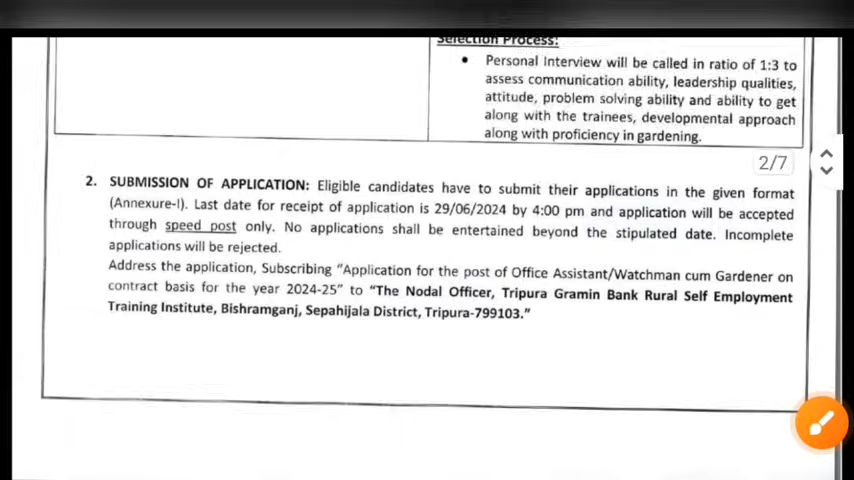 Selection Process:
• Personal Interview will be called in ratio of 1:3 to
assess communication ability, leadership qualities,
attitude, problem solving ability and ability to get
along with the trainees, developmental approach
along with proficiency in gardening.
2/7
2. SUBMISSION OF APPLICATION: Eligible candidates have to submit their applications in the given format
(Annexure-I). Last date for receipt of application is 29/06/2024 by 4:00 pm and application will be accepted
through speed post only. No applications shall be entertained beyond the stipulated date. Incomplete
applications will be rejected.
Address the application, Subscribing “Application for the post of Office Assistant/Watchman cum Gardener on
contract basis for the year 2024-25” to “The Nodal Officer, Tripura Gramin Bank Rural Self Employment
Training Institute, Bishramganj, Sepahijala District, Tripura-799103.”